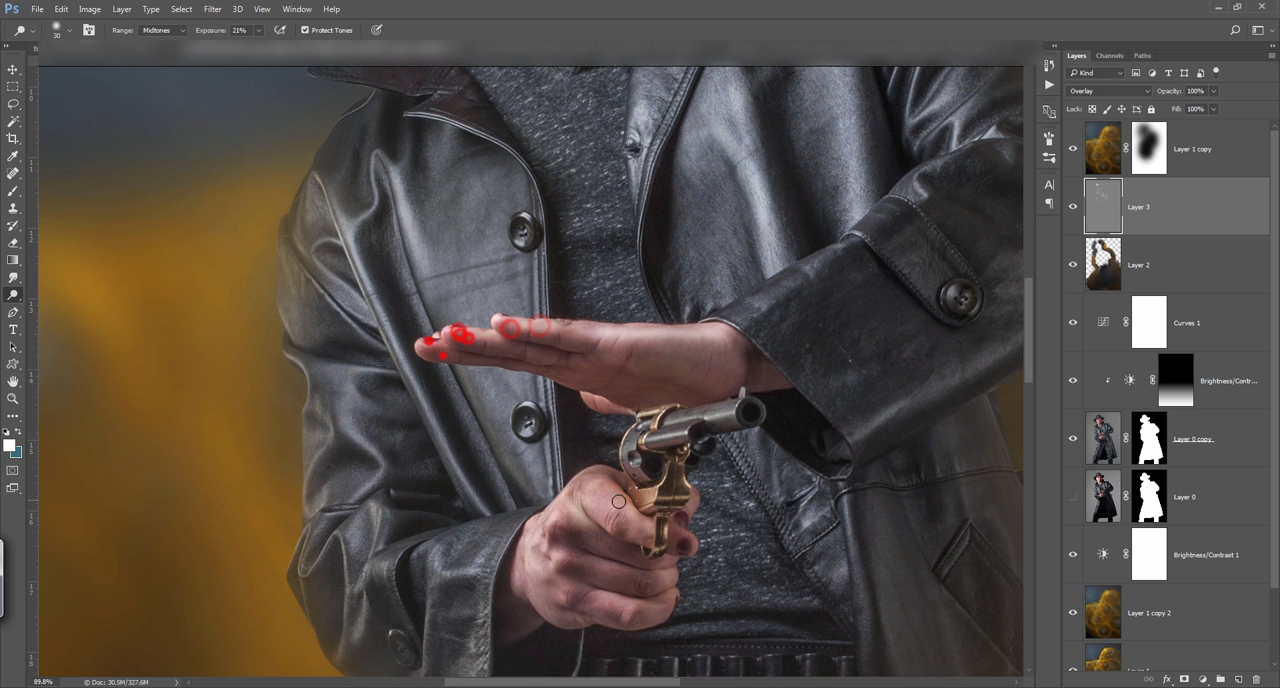 Ps File Edit Image Layer Type Select Filter 3D View Window Help
30 Range: Midtones Exposure: 21% Protect Tones
Layers Channels Paths
Kind
Overlay Opacity: 100%
Lock: Fill: 100%
Layer 1 copy
Layer 3
Layer 2
Curves 1
Brightness/Contr...
Layer 0 copy
Layer 0
Brightness/Contrast 1
Layer 1 copy 2
89.8% Doc: 30.5M/327.6M